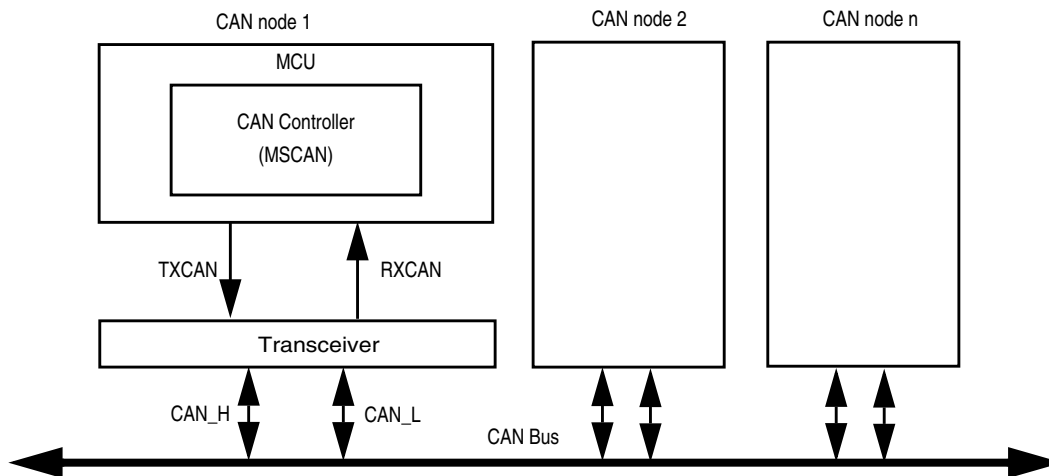 CAN node 1
CAN node 2
CAN node n
MCU
CAN Controller
(MSCAN)
TXCAN
RXCAN
Transceiver
CAN_H
CAN_L
CAN Bus